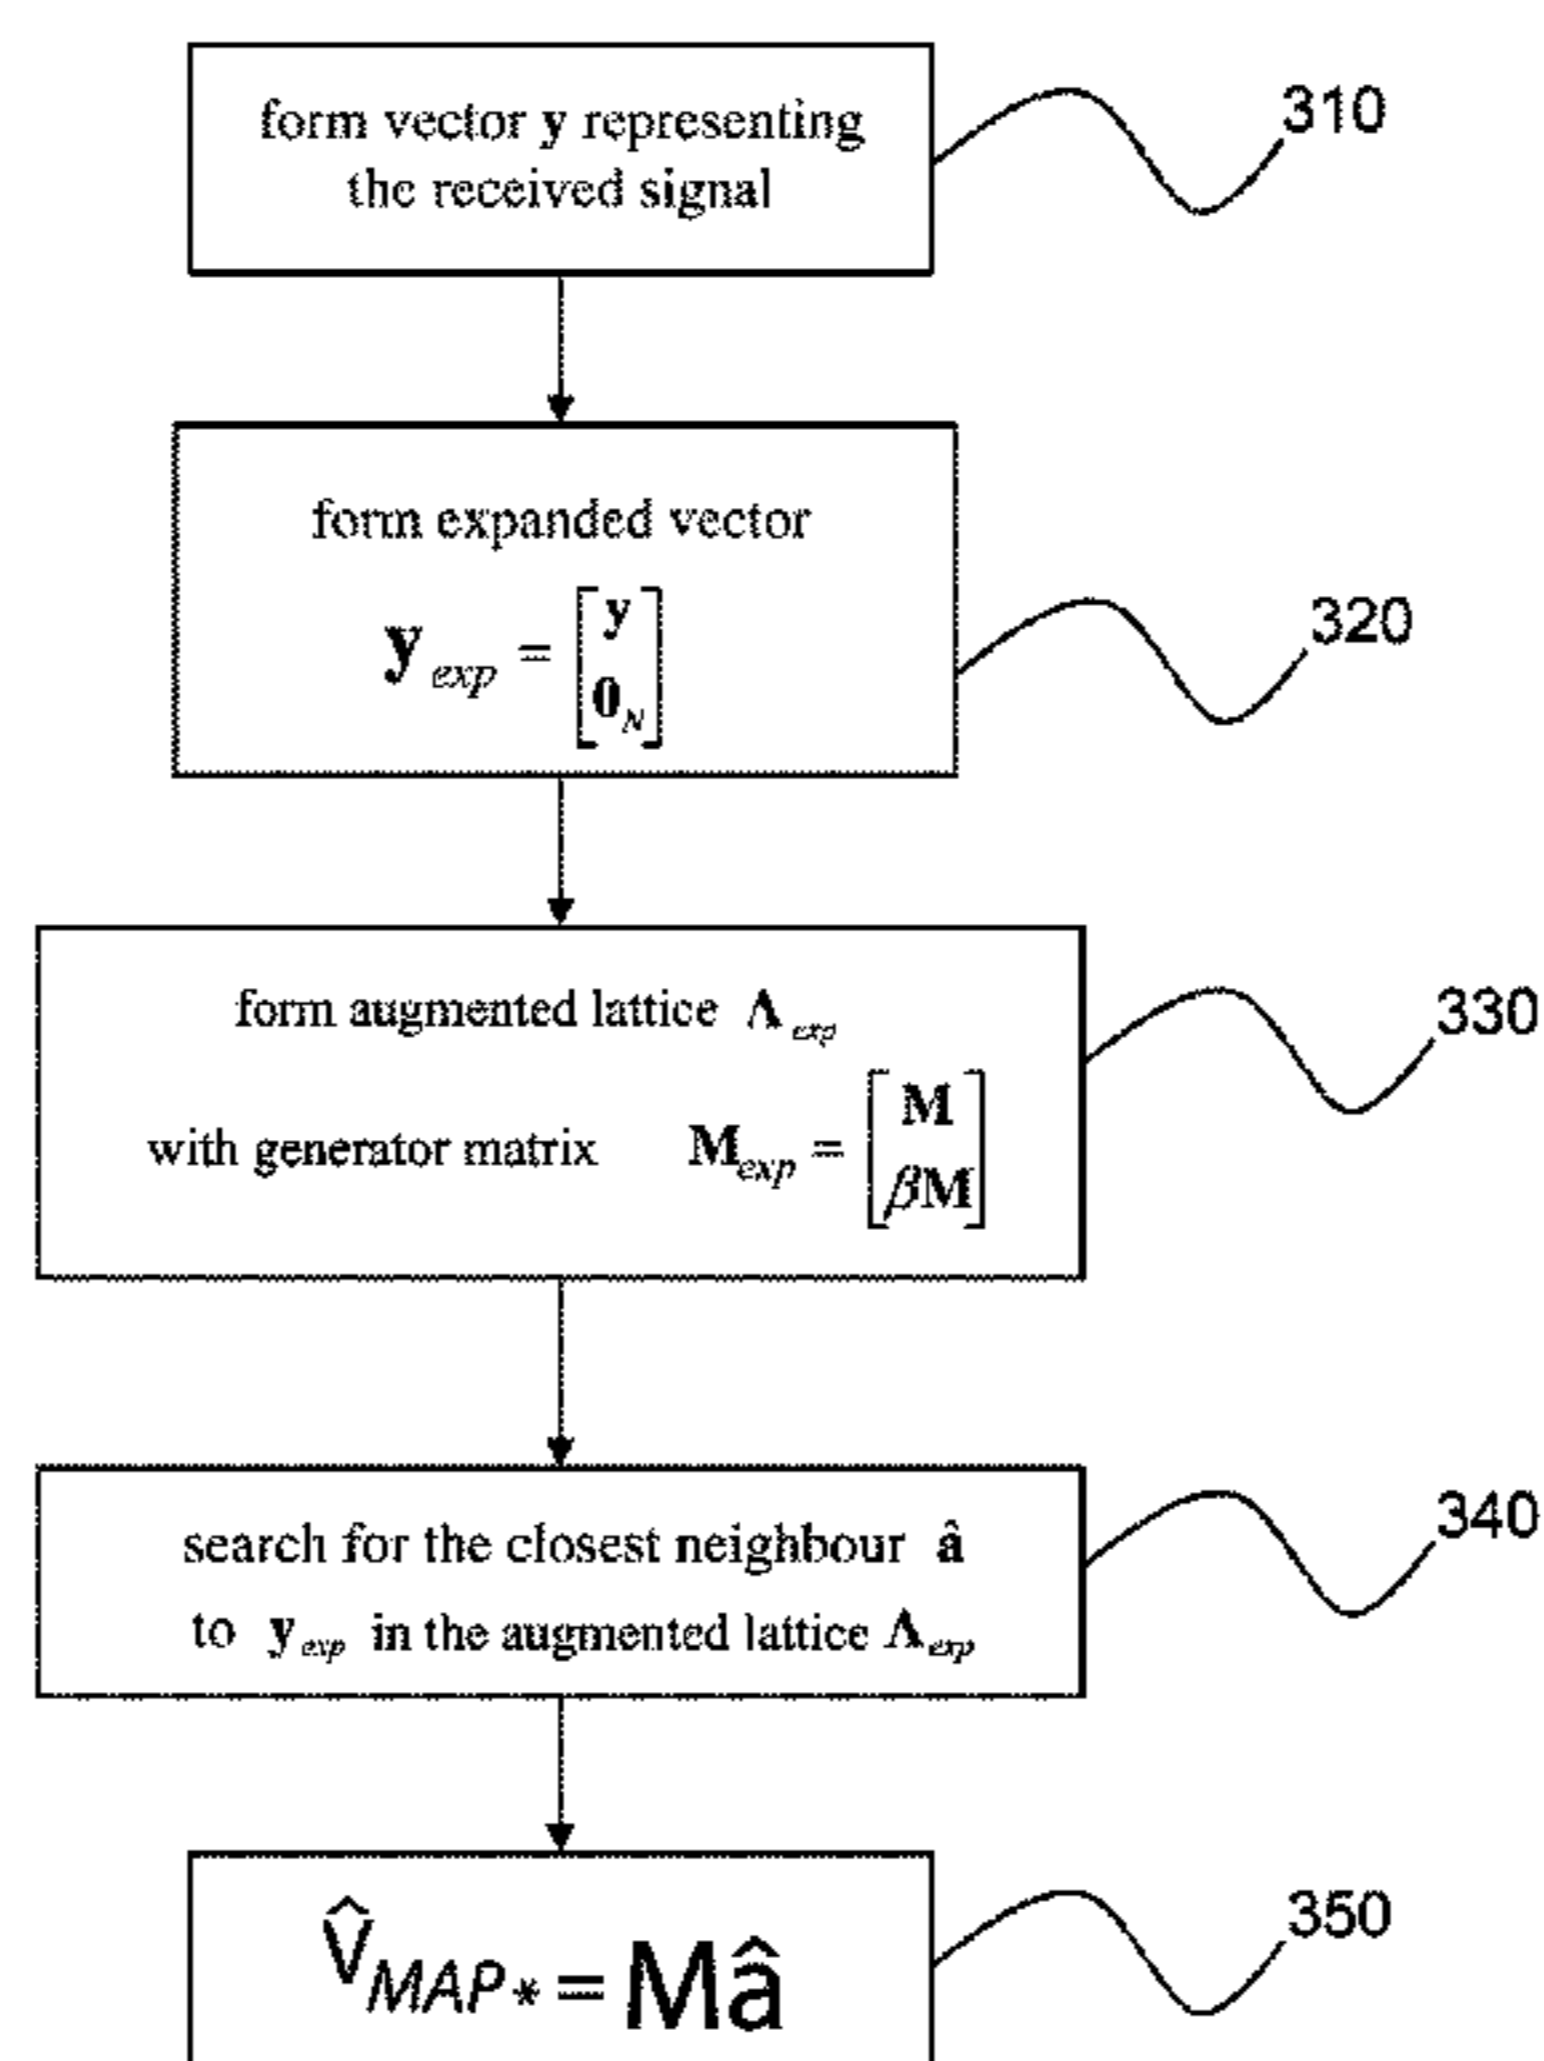 form vector y representing
the received signal
310
form expanded vector
y_exp = [y
0_N]
320
form augmented lattice Λ_exp
with generator matrix M_exp = [M
βM]
330
search for the closest neighbour â
to y_exp in the augmented lattice Λ_exp
340
V̂_MAP* = Mâ
350